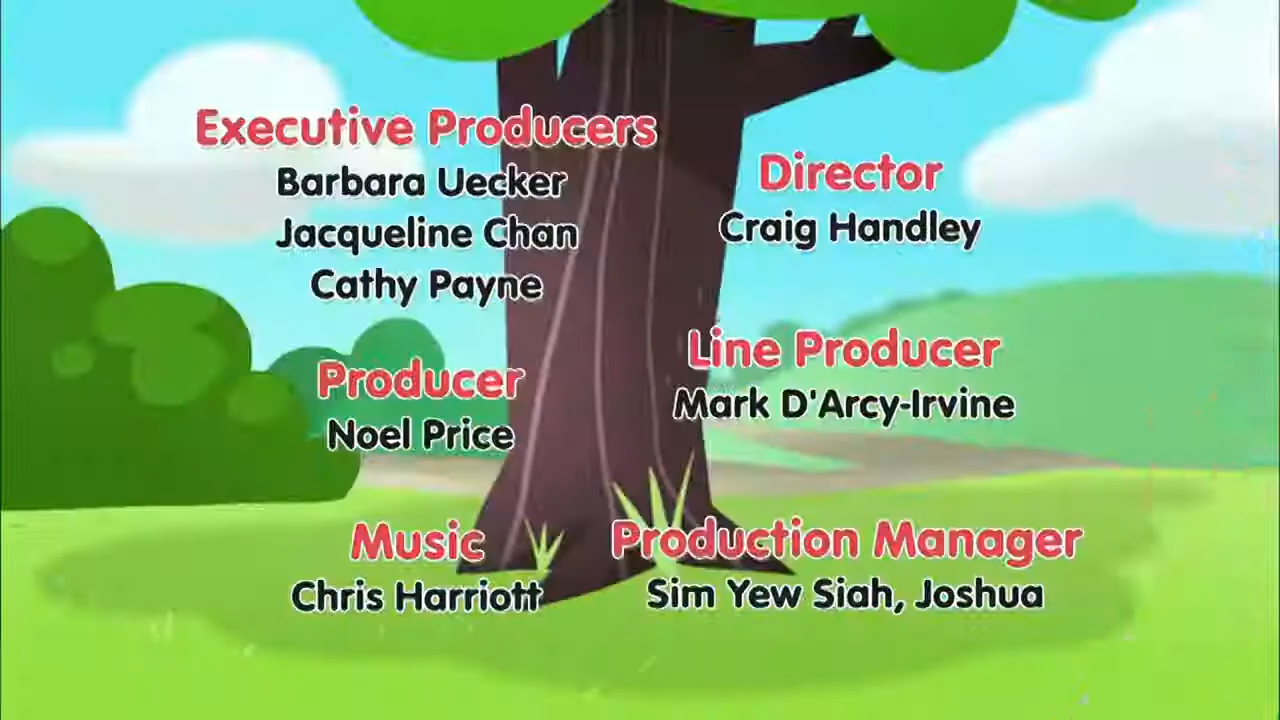 Executive Producers
Barbara Uecker
Jacqueline Chan
Cathy Payne
Producer
Noel Price
Music
Chris Harriott
Director
Craig Handley
Line Producer
Mark D'Arcy-Irvine
Production Manager
Sim Yew Siah, Joshua